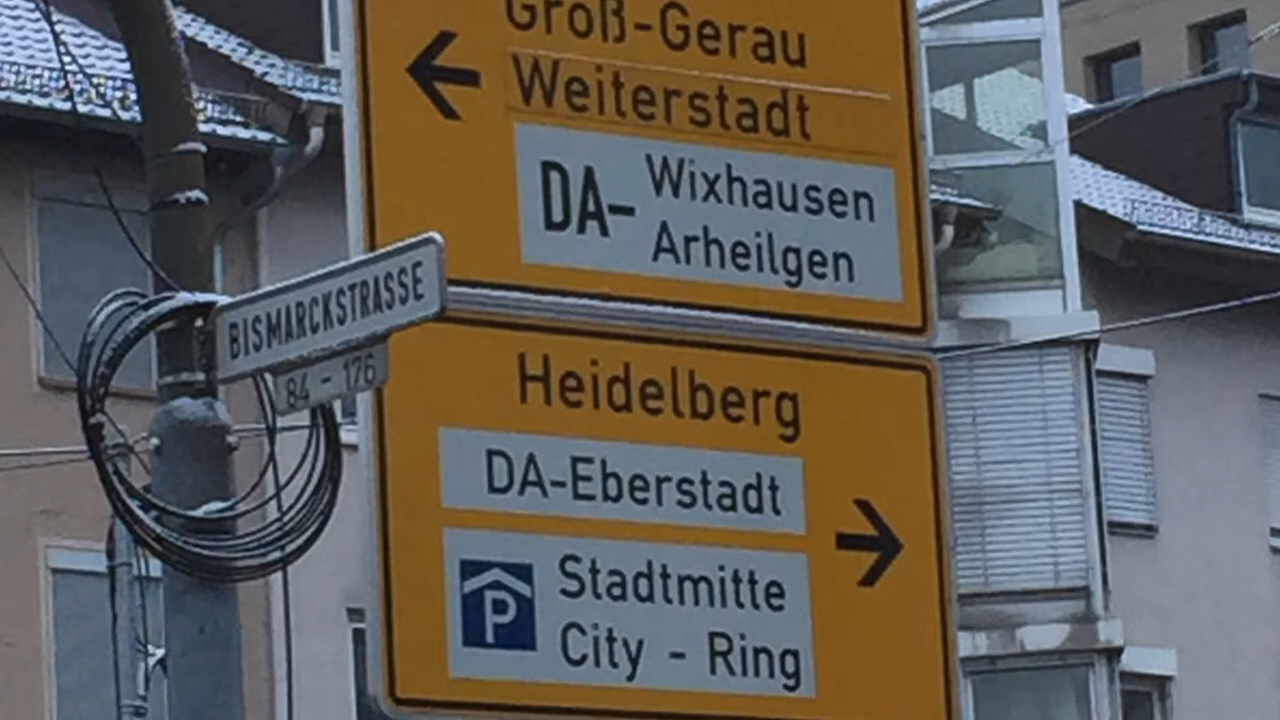 Groß-Gerau
Weiterstadt
DA- Wixhausen
Arheilgen
BISMARCKSTRASSE
84 - 176
Heidelberg
DA-Eberstadt
P Stadtmitte
City - Ring